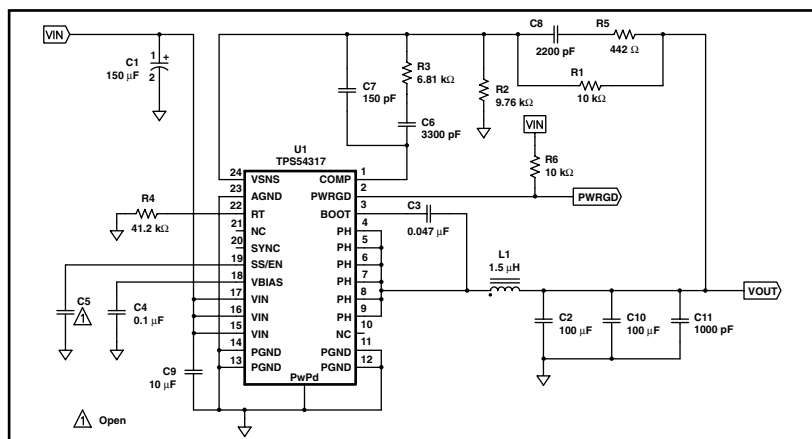 VIN
C1
150 µF
1
+
2
C8
2200 pF
R5
442 Ω
R1
10 kΩ
R3
6.81 kΩ
C7
150 pF
R2
9.76 kΩ
C6
3300 pF
VIN
R6
10 kΩ
PWRGD
U1
TPS54317
24 VSNS COMP 1
23 AGND PWRGD 2
22 RT BOOT 3
21 NC PH 4
20 SYNC PH 5
19 SS/EN PH 6
18 VBIAS PH 7
17 VIN PH 8
16 VIN PH 9
15 VIN NC 10
14 PGND PGND 11
13 PGND PGND 12
PwPd
R4
41.2 kΩ
C3
0.047 µF
L1
1.5 µH
VOUT
C5
1
C4
0.1 µF
C2
100 µF
C10
100 µF
C11
1000 pF
C9
10 µF
1 Open